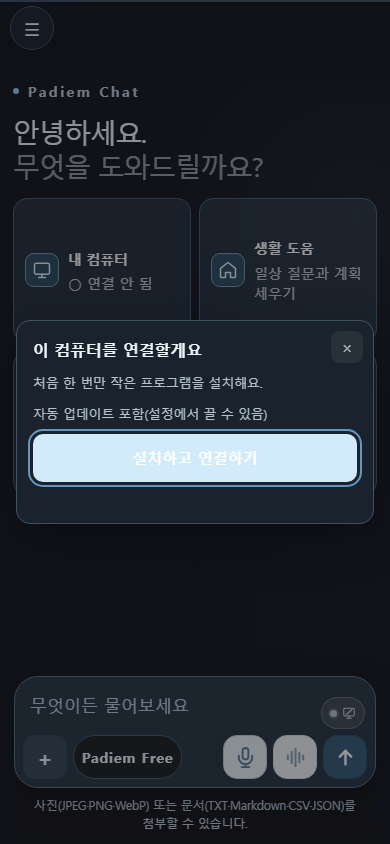 Padiem Chat
안녕하세요.
무엇을 도와드릴까요?
내 컴퓨터
연결 안 됨
생활 도움
일상 질문과 계획
세우기
이 컴퓨터를 연결할게요
×
처음 한 번만 작은 프로그램을 설치해요.
자동 업데이트 포함(설정에서 끌 수 있음)
설치하고 연결하기
무엇이든 물어보세요
+
Padiem Free
사진(JPEG·PNG·WebP) 또는 문서(TXT·Markdown·CSV·JSON)를
첨부할 수 있습니다.